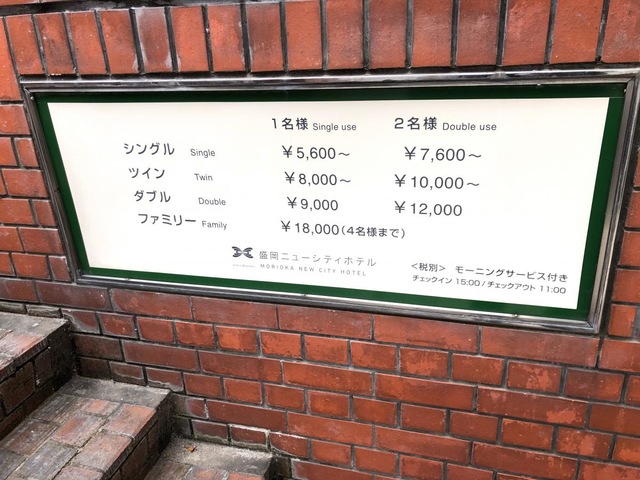 1名様 Single use 2名様 Double use
シングル Single ￥5,600～ ￥7,600～
ツイン Twin ￥8,000～ ￥10,000～
ダブル Double ￥9,000 ￥12,000
ファミリー Family ￥18,000(4名様まで)
盛岡ニューシティホテル
MORIOKA NEW CITY HOTEL
<税別> モーニングサービス付き
チェックイン 15:00 / チェックアウト 11:00